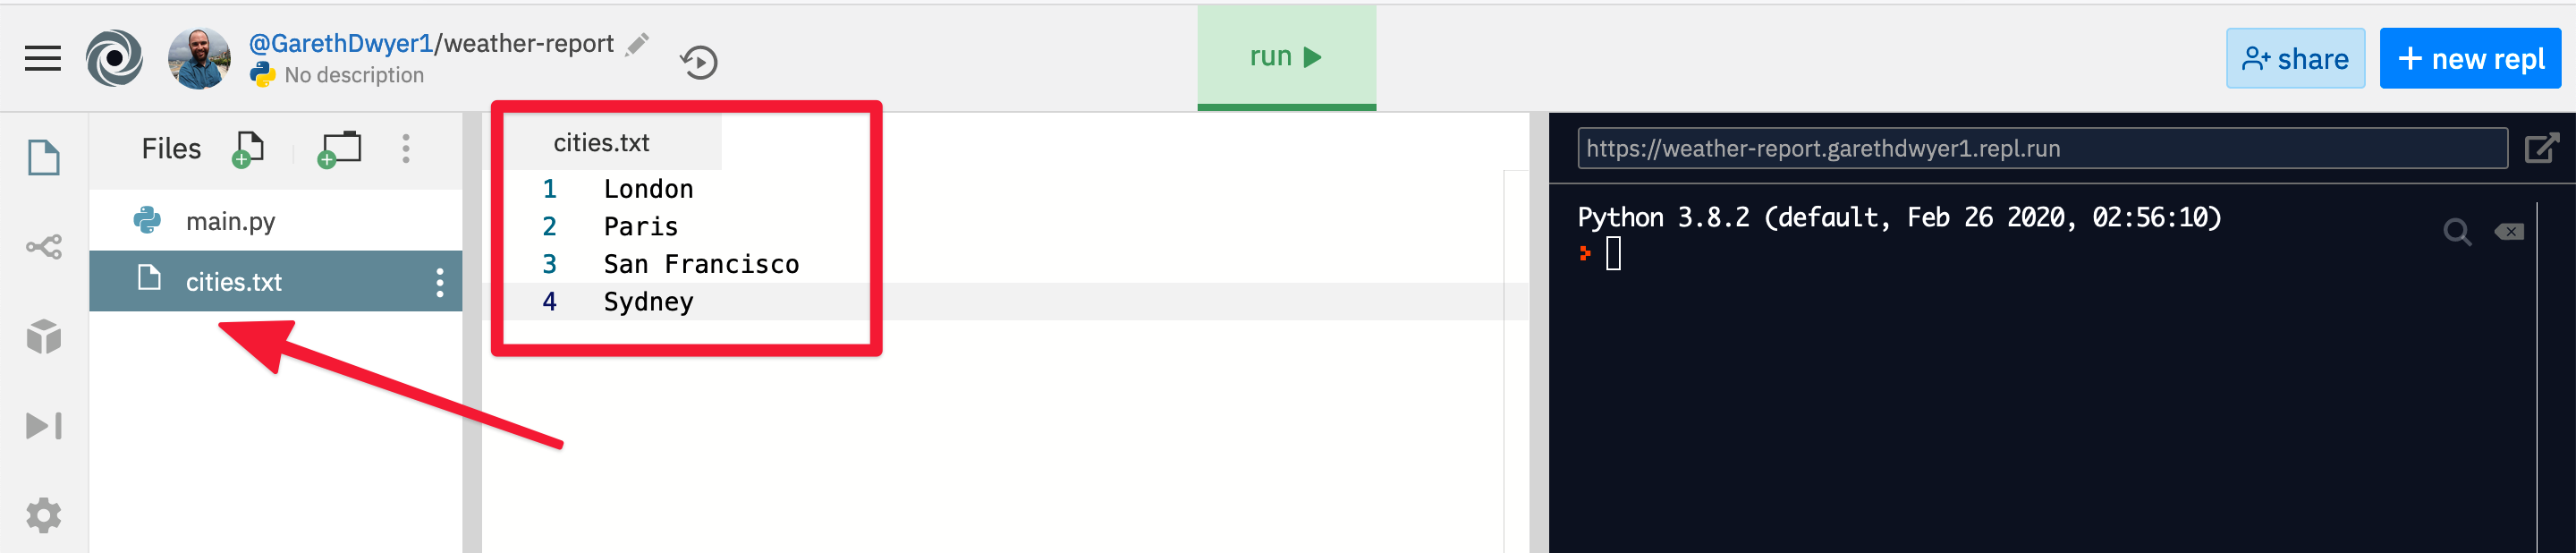 @GarethDwyer1/weather-report
No description
run
share
+ new repl
Files
main.py
cities.txt
cities.txt
1 London
2 Paris
3 San Francisco
4 Sydney
https://weather-report.garethdwyer1.repl.run
Python 3.8.2 (default, Feb 26 2020, 02:56:10)